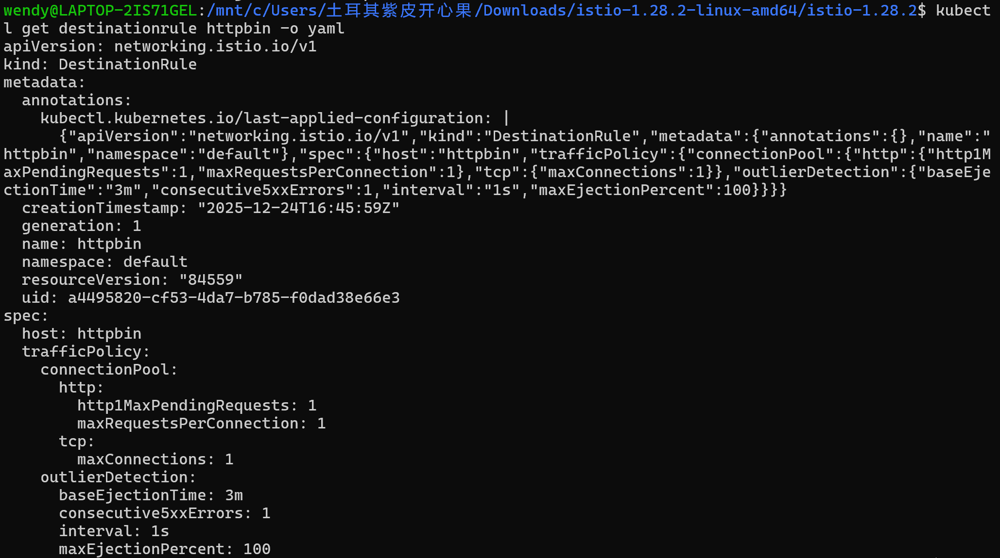 wendy@LAPTOP-2IS71GEL:/mnt/c/Users/土耳其紫皮开心果/Downloads/istio-1.28.2-linux-amd64/istio-1.28.2$ kubect
l get destinationrule httpbin -o yaml
apiVersion: networking.istio.io/v1
kind: DestinationRule
metadata:
  annotations:
    kubectl.kubernetes.io/last-applied-configuration: |
      {"apiVersion":"networking.istio.io/v1","kind":"DestinationRule","metadata":{"annotations":{},"name":"
httpbin","namespace":"default"},"spec":{"host":"httpbin","trafficPolicy":{"connectionPool":{"http":{"http1M
axPendingRequests":1,"maxRequestsPerConnection":1},"tcp":{"maxConnections":1}},"outlierDetection":{"baseEje
ctionTime":"3m","consecutive5xxErrors":1,"interval":"1s","maxEjectionPercent":100}}}}
  creationTimestamp: "2025-12-24T16:45:59Z"
  generation: 1
  name: httpbin
  namespace: default
  resourceVersion: "84559"
  uid: a4495820-cf53-4da7-b785-f0dad38e66e3
spec:
  host: httpbin
  trafficPolicy:
    connectionPool:
      http:
        http1MaxPendingRequests: 1
        maxRequestsPerConnection: 1
      tcp:
        maxConnections: 1
    outlierDetection:
      baseEjectionTime: 3m
      consecutive5xxErrors: 1
      interval: 1s
      maxEjectionPercent: 100